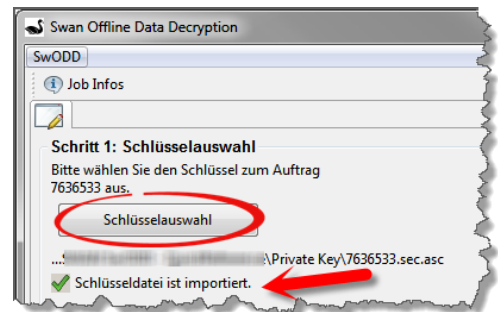 Swan Offline Data Decryption
SwODD
Job Infos
Schritt 1: Schlüsselauswahl
Bitte wählen Sie den Schlüssel zum Auftrag
7636533 aus.
Schlüsselauswahl
\Private Key\7636533.sec.asc
Schlüsseldatei ist importiert.